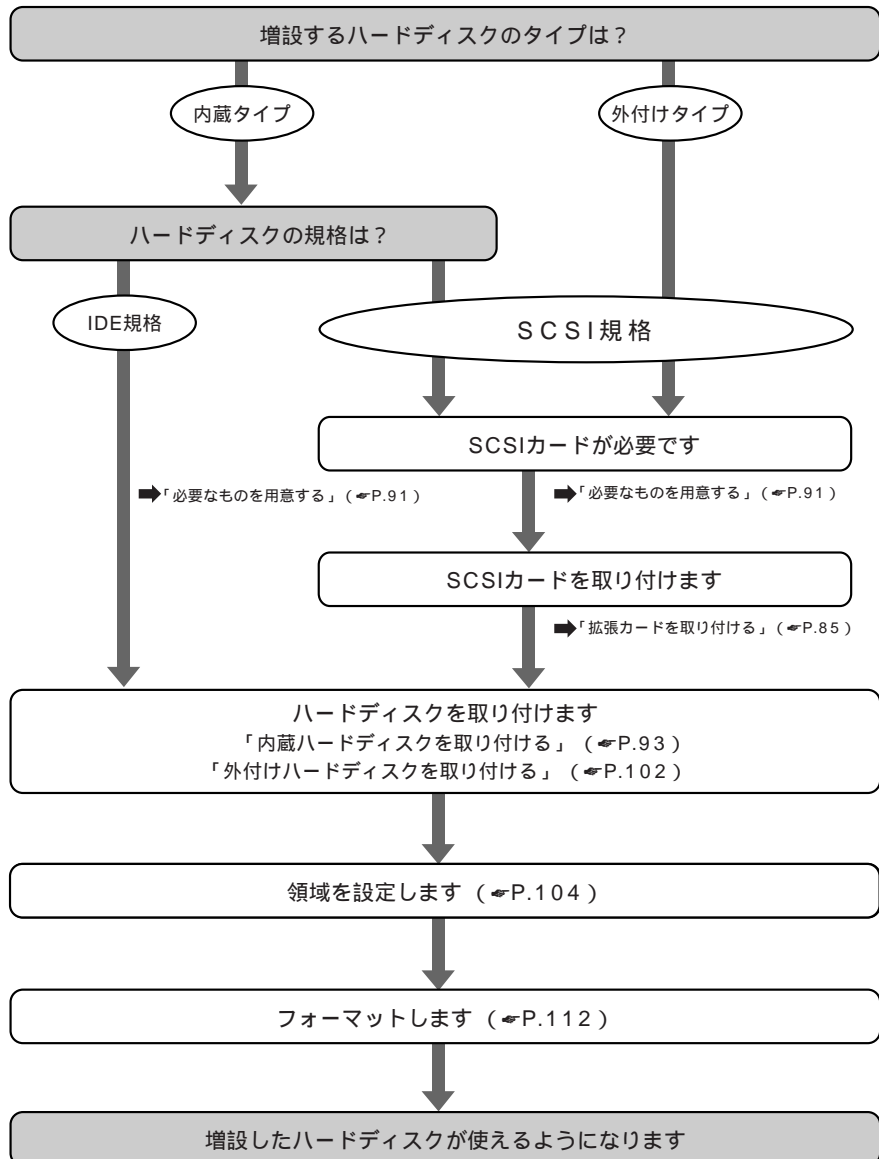 増設するハードディスクのタイプは？
内蔵タイプ
外付けタイプ
ハードディスクの規格は？
IDE規格
SCSI規格
SCSIカードが必要です
➡「必要なものを用意する」（☛P.91）
➡「必要なものを用意する」（☛P.91）
SCSIカードを取り付けます
➡「拡張カードを取り付ける」（☛P.85）
ハードディスクを取り付けます
「内蔵ハードディスクを取り付ける」（☛P.93）
「外付けハードディスクを取り付ける」（☛P.102）
領域を設定します（☛P.104）
フォーマットします（☛P.112）
増設したハードディスクが使えるようになります